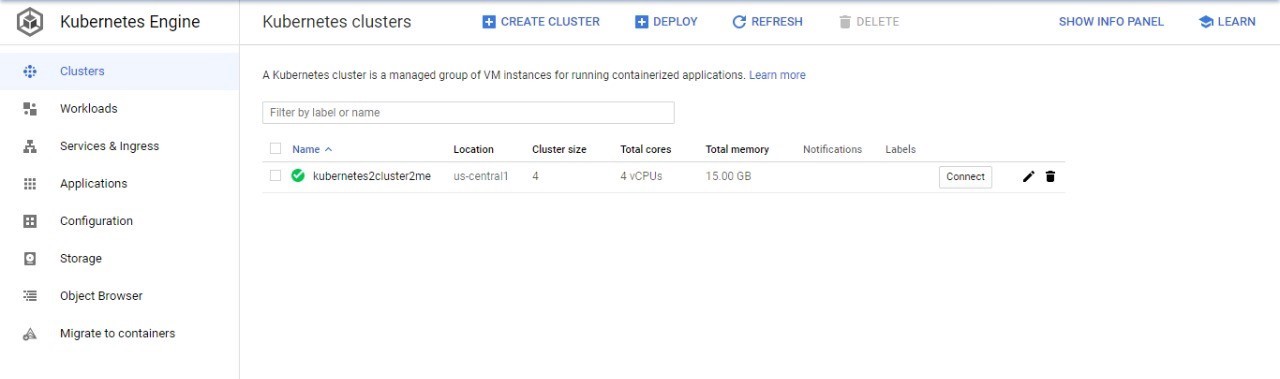 Kubernetes Engine
Kubernetes clusters
CREATE CLUSTER
DEPLOY
REFRESH
DELETE
SHOW INFO PANEL
LEARN
Clusters
Workloads
Services & Ingress
Applications
Configuration
Storage
Object Browser
Migrate to containers
A Kubernetes cluster is a managed group of VM instances for running containerized applications. Learn more
Filter by label or name
Name Location Cluster size Total cores Total memory Notifications Labels
kubernetes2cluster2me us-central1 4 4 vCPUs 15.00 GB Connect